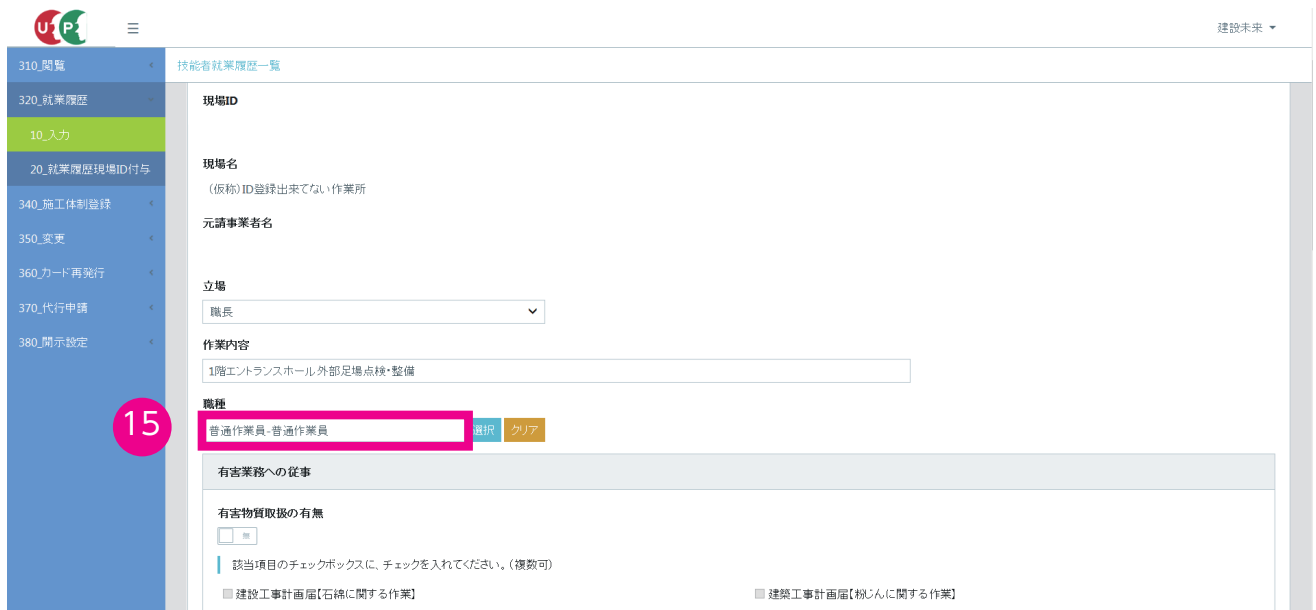 UP
建設未来
310_閲覧
技能者就業履歴一覧
320_就業履歴
10_入力
20_就業履歴現場ID付与
340_施工体制登録
350_変更
360_カード再発行
370_代行申請
380_開示設定
現場ID
現場名
(仮称)ID登録出来てない作業所
元請事業者名
立場
職長
作業内容
1階エントランスホール外部足場点検・整備
職種
15
普通作業員-普通作業員 選択 クリア
有害業務への従事
有害物質取扱の有無
無
該当項目のチェックボックスに、チェックを入れてください。(複数可)
建設工事計画届【石綿に関する作業】 建築工事計画届【粉じんに関する作業】